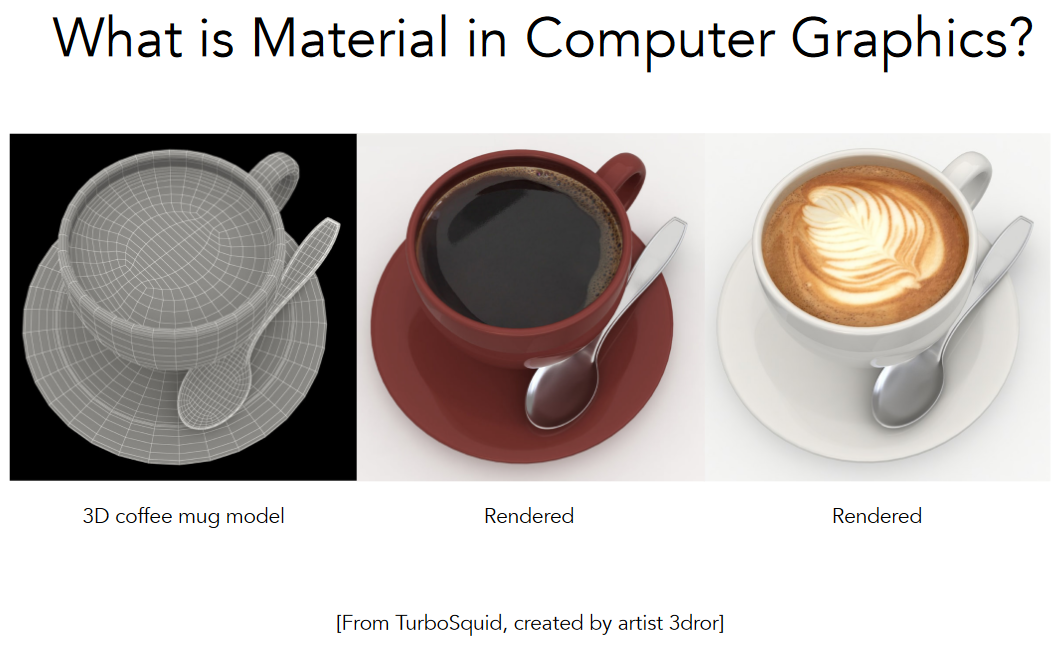 What is Material in Computer Graphics?
3D coffee mug model
Rendered
Rendered
[From TurboSquid, created by artist 3dror]